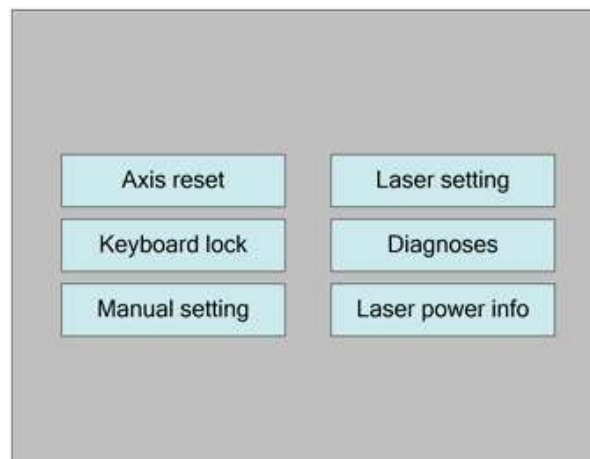 Axis reset
Laser setting
Keyboard lock
Diagnoses
Manual setting
Laser power info